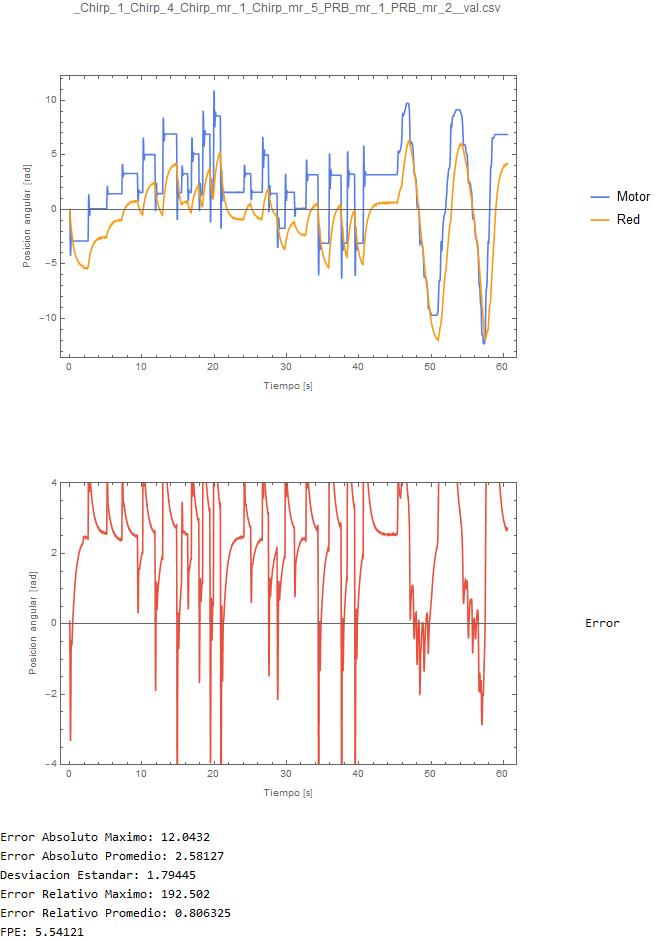 _Chirp_1_Chirp_4_Chirp_mr_1_Chirp_mr_5_PRB_mr_1_PRB_mr_2__val.csv
10
5
0
-5
-10
Posicion angular [rad]
0 10 20 30 40 50 60
Tiempo [s]
Motor
Red
4
2
0
-2
-4
Posicion angular [rad]
0 10 20 30 40 50 60
Tiempo [s]
Error
Error Absoluto Maximo: 12.0432
Error Absoluto Promedio: 2.58127
Desviacion Estandar: 1.79445
Error Relativo Maximo: 192.502
Error Relativo Promedio: 0.806325
FPE: 5.54121